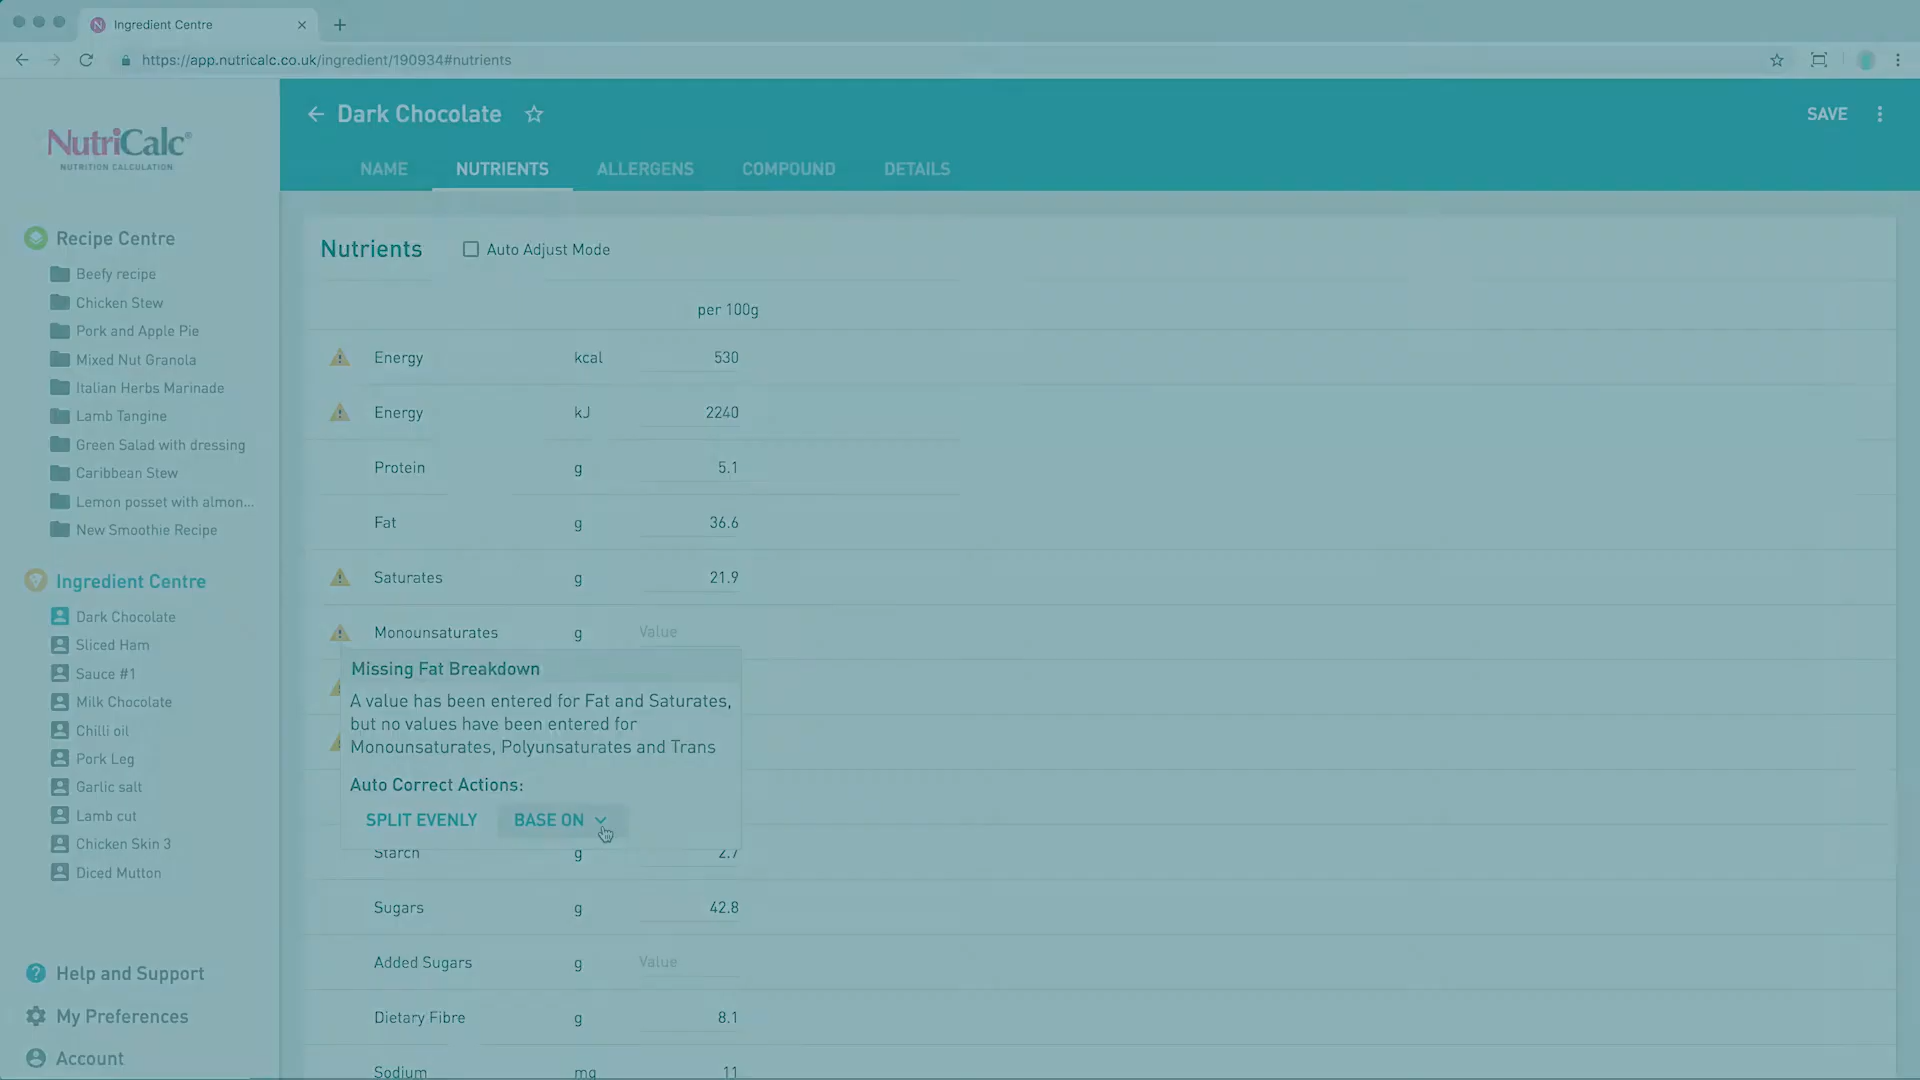 Ingredient Centre
https://app.nutricalc.co.uk/ingredient/190934#nutrients
NutriCalc®
NUTRITION CALCULATION
Recipe Centre
Beefy recipe
Chicken Stew
Pork and Apple Pie
Mixed Nut Granola
Italian Herbs Marinade
Lamb Tangine
Green Salad with dressing
Caribbean Stew
Lemon posset with almon...
New Smoothie Recipe
Ingredient Centre
Dark Chocolate
Sliced Ham
Sauce #1
Milk Chocolate
Chilli oil
Pork Leg
Garlic salt
Lamb cut
Chicken Skin 3
Diced Mutton
Help and Support
My Preferences
Account
Dark Chocolate
SAVE
NAME NUTRIENTS ALLERGENS COMPOUND DETAILS
Nutrients Auto Adjust Mode
per 100g
Energy kcal 530
Energy kJ 2240
Protein g 5.1
Fat g 36.6
Saturates g 21.9
Monounsaturates g Value
Missing Fat Breakdown
A value has been entered for Fat and Saturates,
but no values have been entered for
Monounsaturates, Polyunsaturates and Trans
Auto Correct Actions:
SPLIT EVENLY BASE ON
Starch g 2.7
Sugars g 42.8
Added Sugars g Value
Dietary Fibre g 8.1
Sodium mg 11